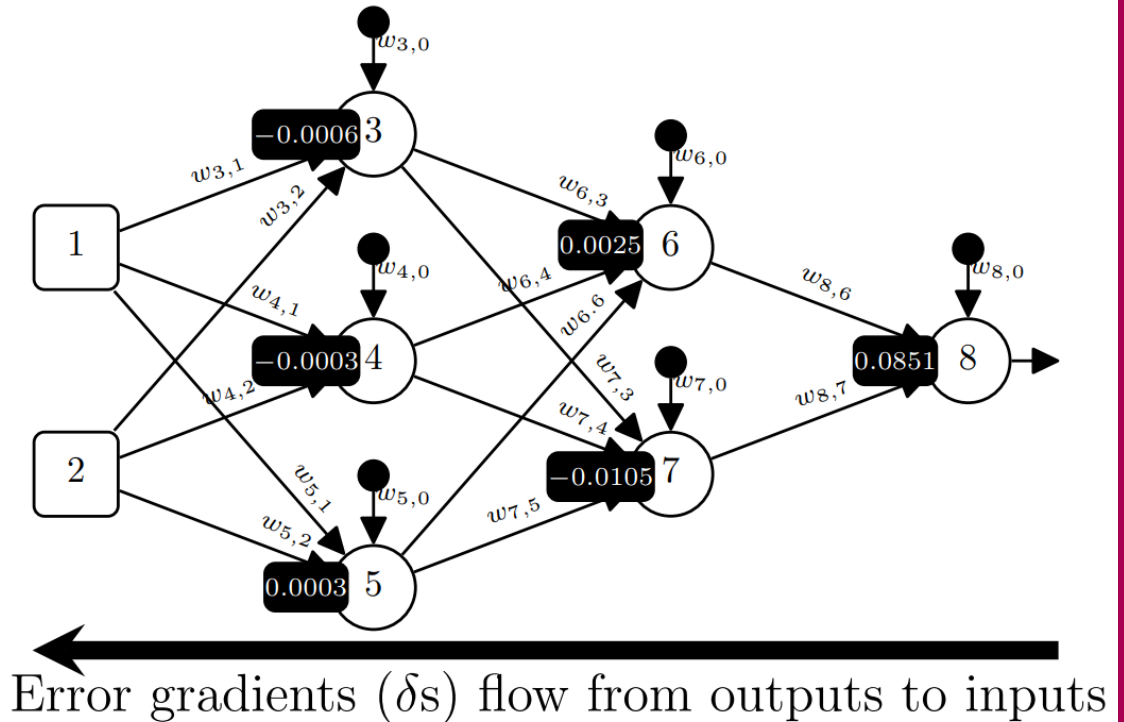 w3,0
−0.0006 3
w6,0
w3,1
w3,2
w6,3
1
0.0025 6
w4,0
w8,0
w4,1
w6,4
w6.6
w8,6
−0.0003 4
0.0851 8
w7,3
w7,0
w4,2
w8,7
w7,4
2
−0.0105 7
w5,1
w5,0
w7,5
w5,2
0.0003 5
Error gradients (δs) flow from outputs to inputs